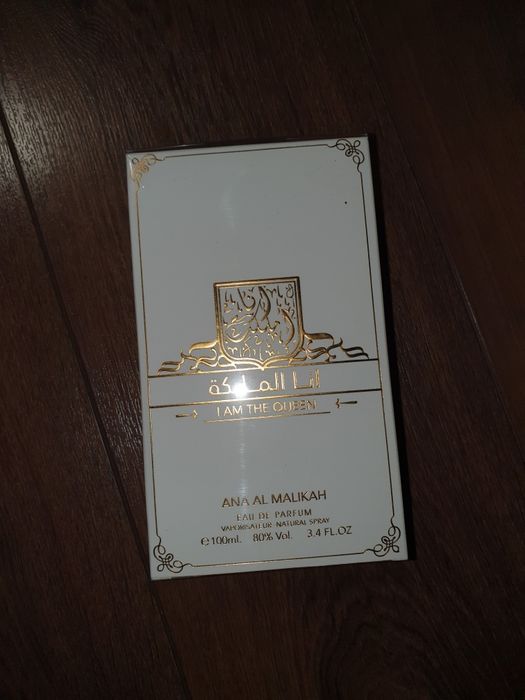 انا الملكة
I AM THE QUEEN
ANA AL MALIKAH
EAU DE PARFUM
VAPORISATEUR NATURAL SPRAY
℮100ml. 80% Vol. 3.4 FL.OZ